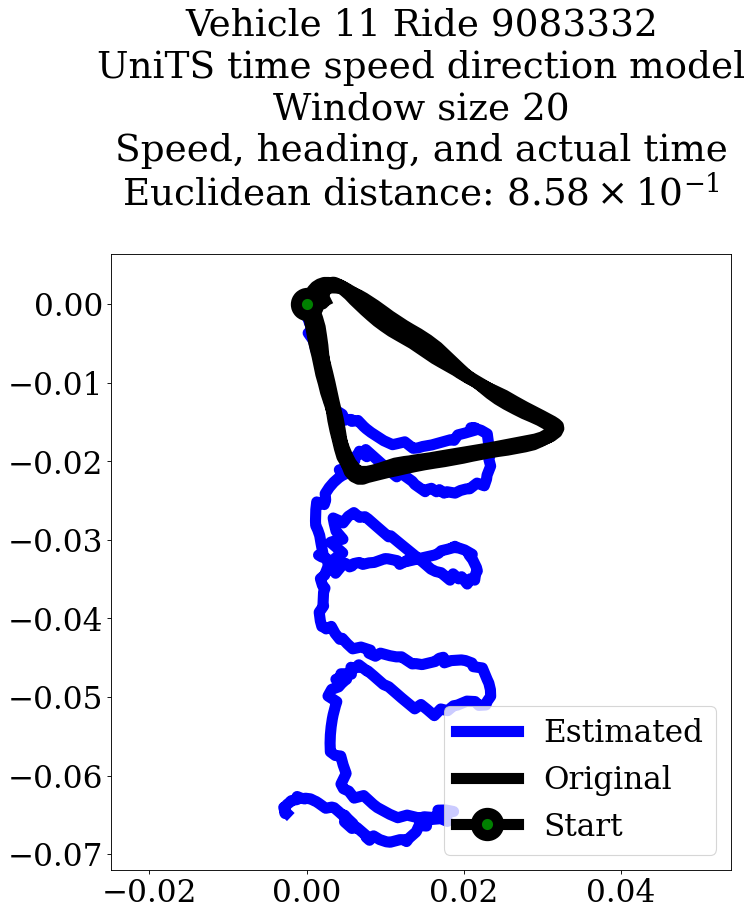 Vehicle 11 Ride 9083332
UniTS time speed direction model
Window size 20
Speed, heading, and actual time
Euclidean distance: 8.58 × 10⁻¹
0.00
−0.01
−0.02
−0.03
−0.04
−0.05
−0.06
−0.07
Estimated
Original
Start
−0.02 0.00 0.02 0.04